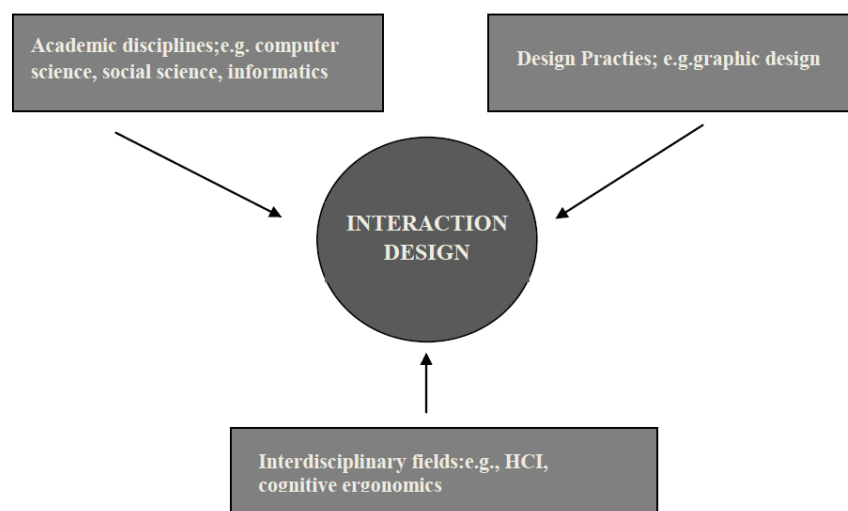 Academic disciplines;e.g. computer
science, social science, informatics
Design Practies; e.g.graphic design
INTERACTION
DESIGN
Interdisciplinary fields:e.g., HCI,
cognitive ergonomics